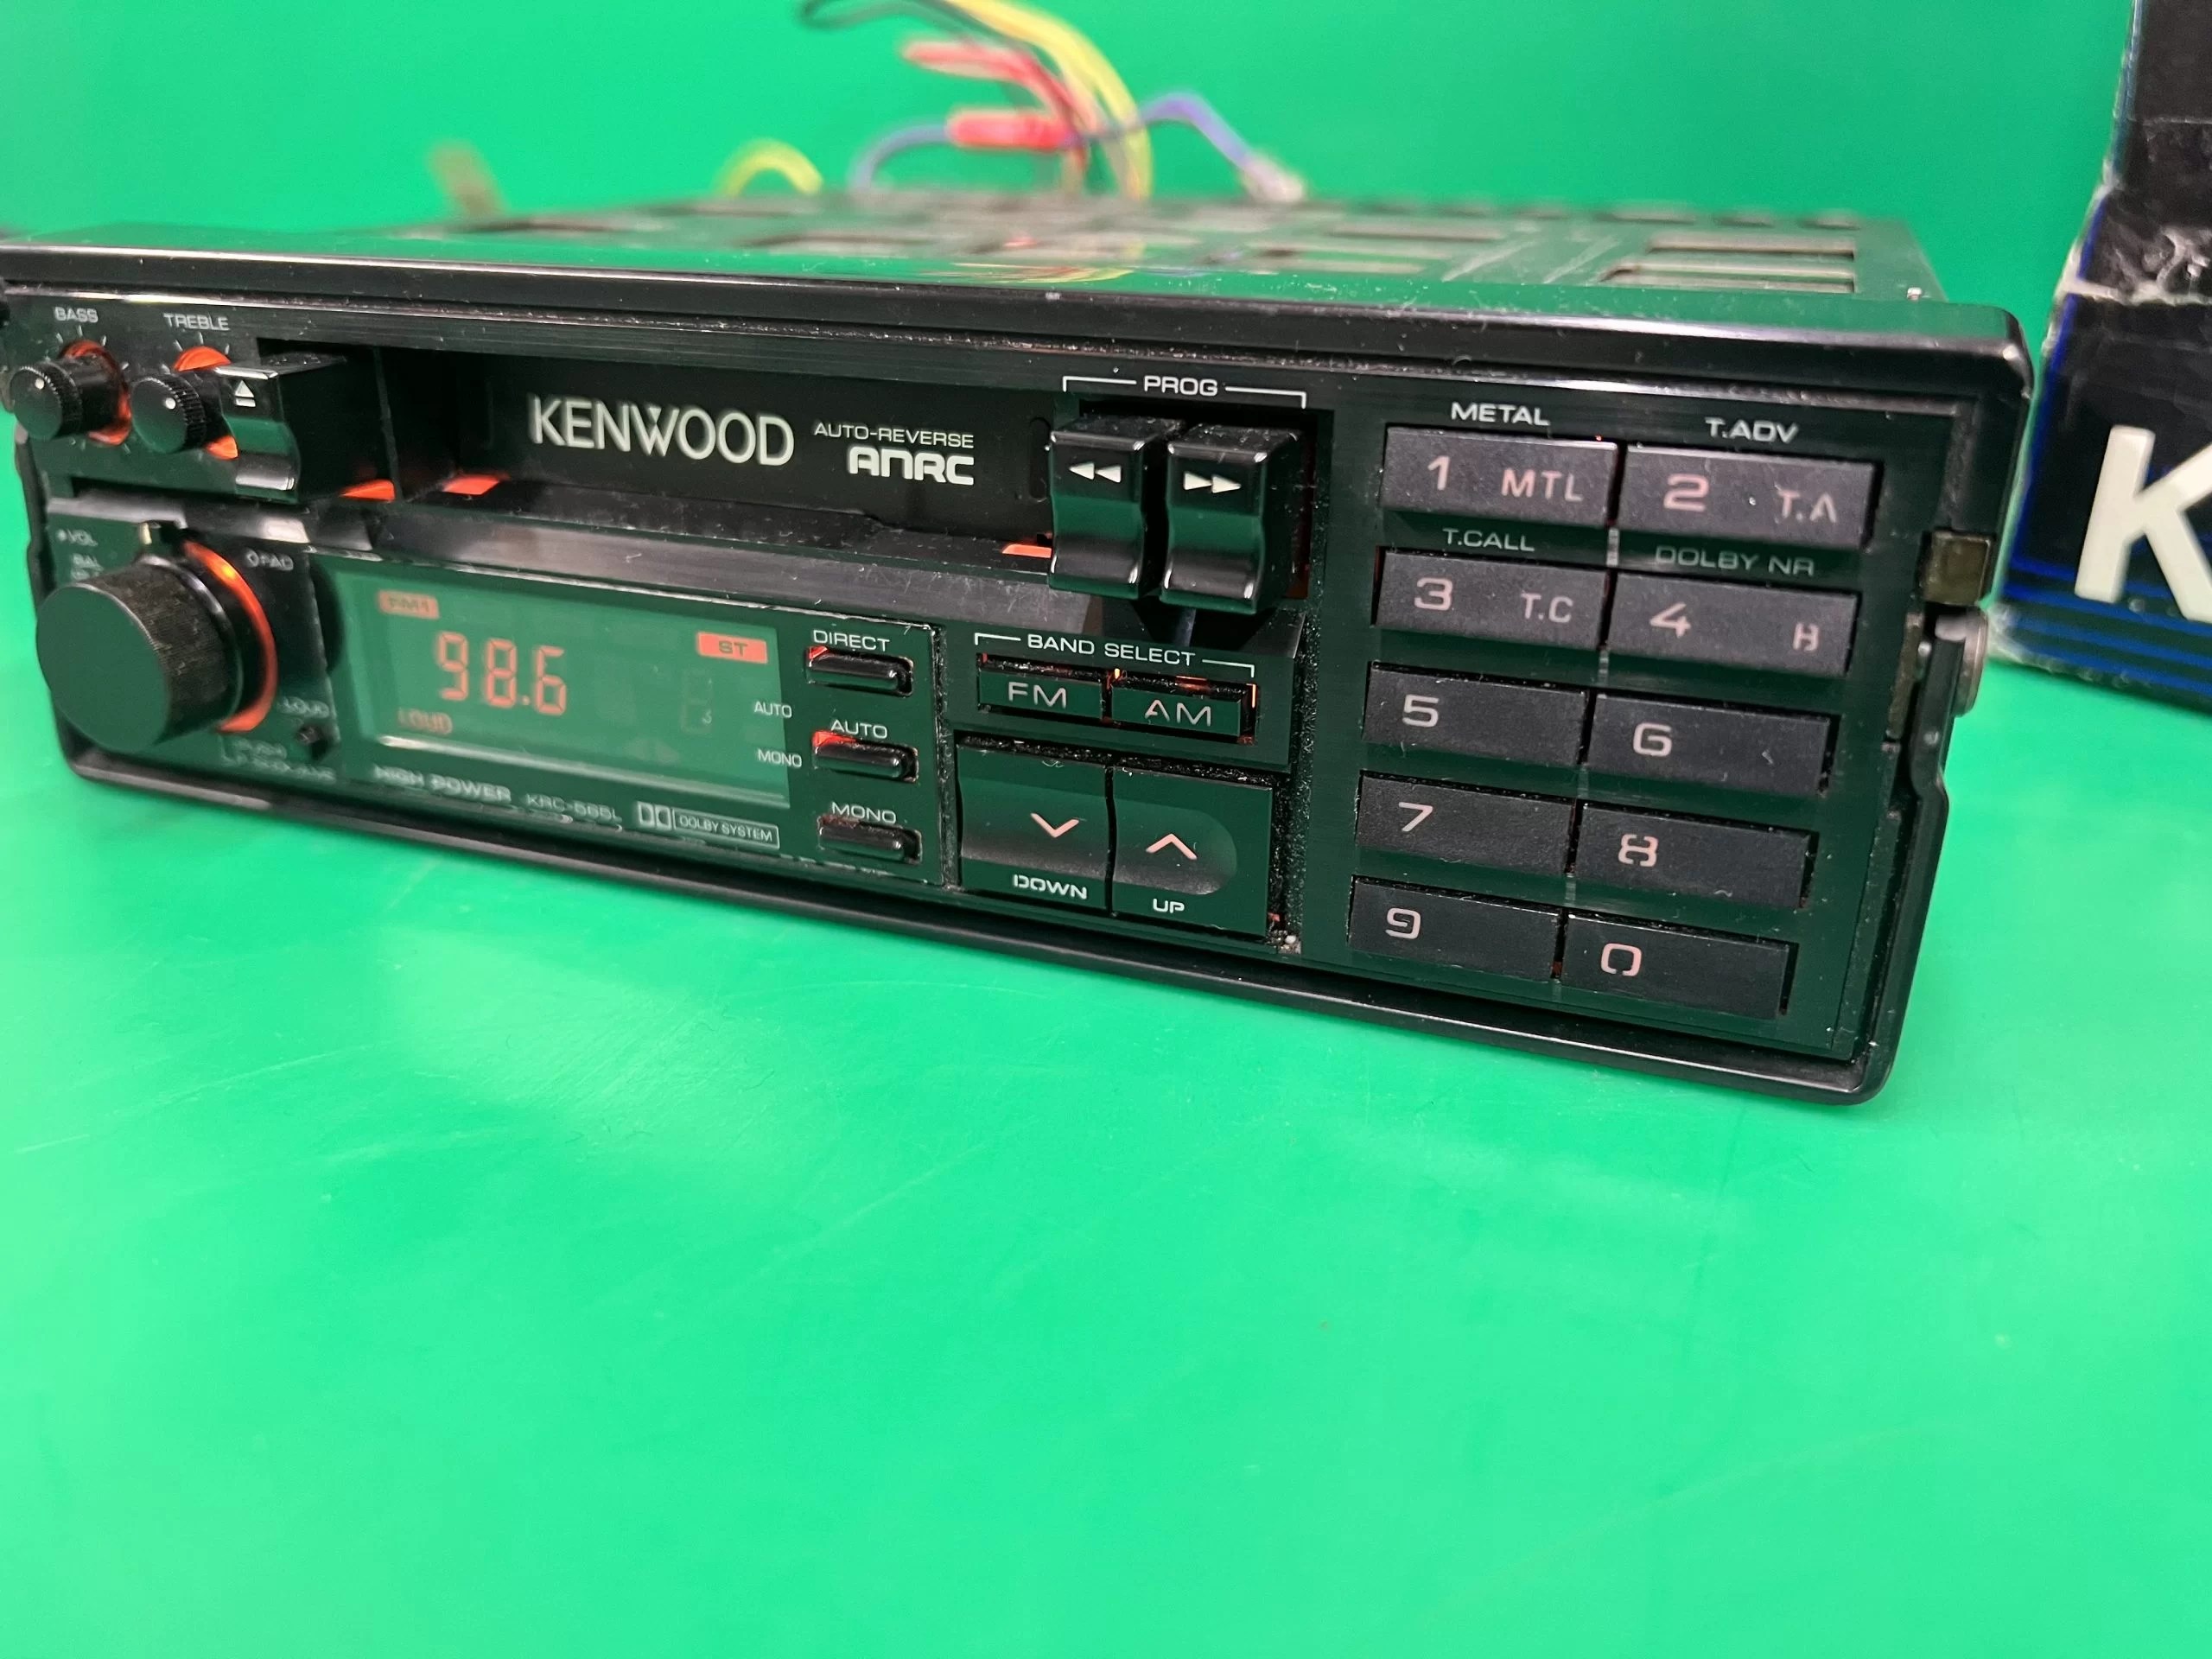 BASS
TREBLE
KENWOOD
AUTO-REVERSE
ANRC
PROG
METAL
T.ADV
1 MTL
2 T.A
T.CALL
DOLBY NR
3 T.C
4
5
6
7
8
9
0
VOL
BAL
FAD
LOUD
FM1
98.6
ST
LOUD
AUTO
MONO
DIRECT
AUTO
MONO
BAND SELECT
FM
AM
DOWN
UP
HIGH POWER
KRC-565L
DOLBY SYSTEM
K